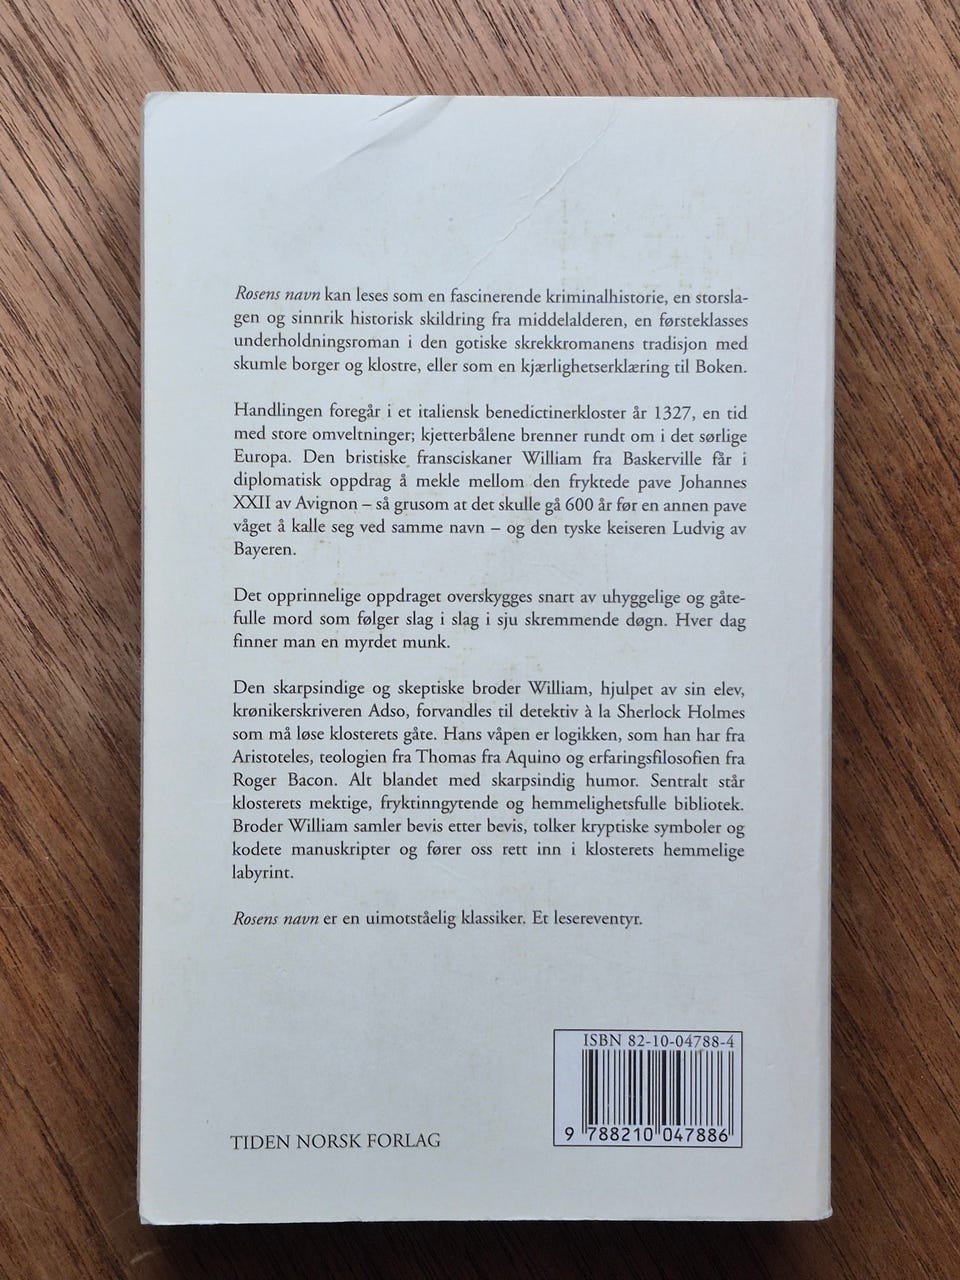 Rosens navn kan leses som en fascinerende kriminalhistorie, en storsla-
gen og sinnrik historisk skildring fra middelalderen, en førsteklasses
underholdningsroman i den gotiske skrekkromanens tradisjon med
skumle borger og klostre, eller som en kjærlighetserklæring til Boken.
Handlingen foregår i et italiensk benedictinerkloster år 1327, en tid
med store omveltninger; kjetterbålene brenner rundt om i det sørlige
Europa. Den bristiske fransciskaner William fra Baskerville får i
diplomatisk oppdrag å mekle mellom den fryktede pave Johannes
XXII av Avignon – så grusom at det skulle gå 600 år før en annen pave
våget å kalle seg ved samme navn – og den tyske keiseren Ludvig av
Bayeren.
Det opprinnelige oppdraget overskygges snart av uhyggelige og gåte-
fulle mord som følger slag i slag i sju skremmende døgn. Hver dag
finner man en myrdet munk.
Den skarpsindige og skeptiske broder William, hjulpet av sin elev,
krønikerskriveren Adso, forvandles til detektiv à la Sherlock Holmes
som må løse klosterets gåte. Hans våpen er logikken, som han har fra
Aristoteles, teologien fra Thomas fra Aquino og erfaringsfilosofien fra
Roger Bacon. Alt blandet med skarpsindig humor. Sentralt står
klosterets mektige, fryktinngytende og hemmelighetsfulle bibliotek.
Broder William samler bevis etter bevis, tolker kryptiske symboler og
kodete manuskripter og fører oss rett inn i klosterets hemmelige
labyrint.
Rosens navn er en uimotståelig klassiker. Et lesereventyr.
ISBN 82-10-04788-4
9 788210 047886
TIDEN NORSK FORLAG